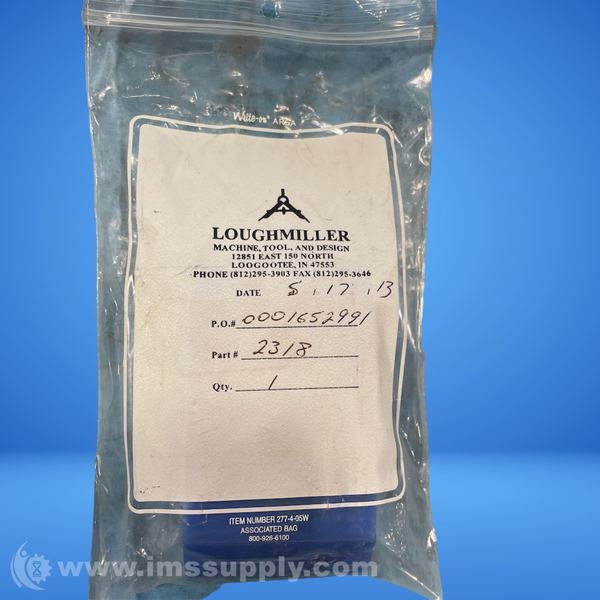 Write-on® AREA
LOUGHMILLER
MACHINE, TOOL, AND DESIGN
12851 EAST 150 NORTH
LOOGOOTEE, IN 47553
PHONE (812)295-3903 FAX (812)295-3646
DATE 5.17.13
P.O.# 0001652991
Part # 2318
Qty. 1
ITEM NUMBER 277-4-05W
ASSOCIATED BAG
800-926-6100
www.imssupply.com